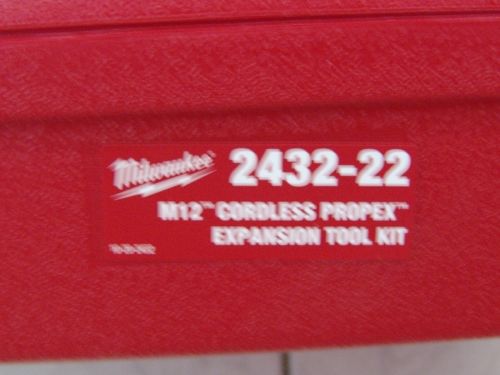 Milwaukee 2432-22
M12™ CORDLESS PROPEX™
EXPANSION TOOL KIT